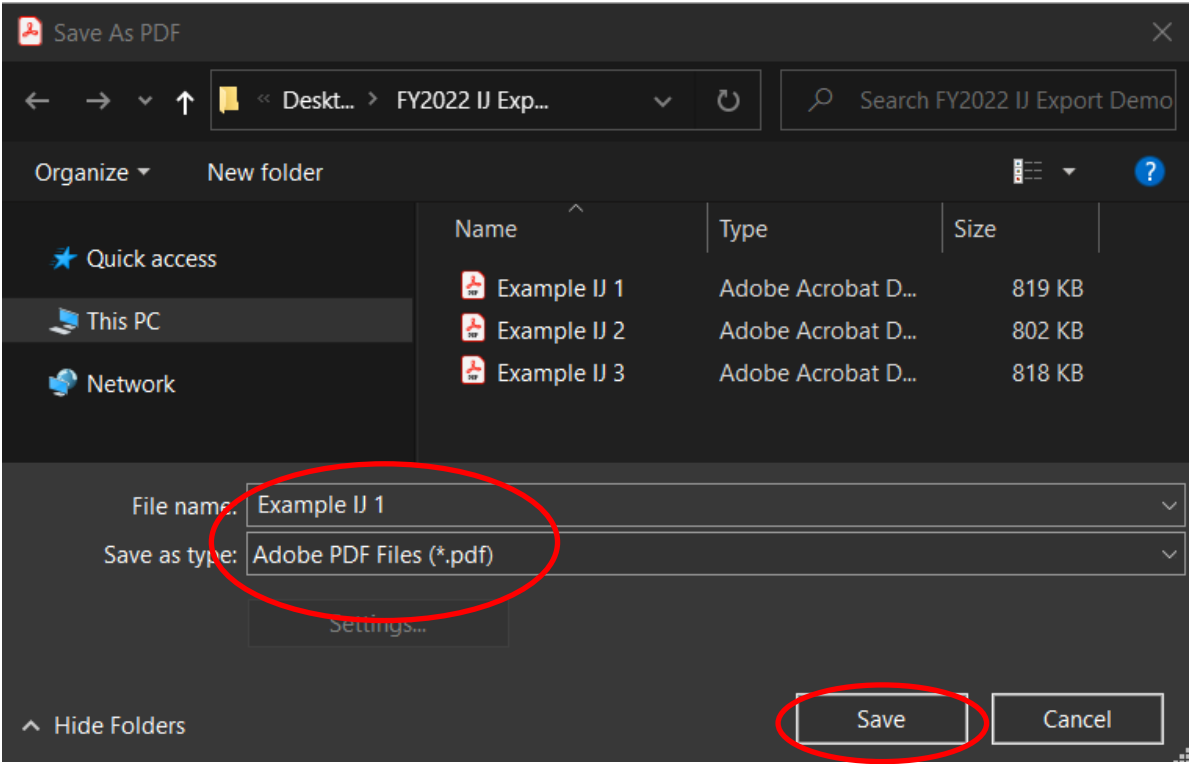 Save As PDF
« Deskt... > FY2022 IJ Exp...
Search FY2022 IJ Export Demo
Organize
New folder
?
Name Type Size
Quick access
This PC
Network
Example IJ 1 Adobe Acrobat D... 819 KB
Example IJ 2 Adobe Acrobat D... 802 KB
Example IJ 3 Adobe Acrobat D... 818 KB
File name: Example IJ 1
Save as type: Adobe PDF Files (*.pdf)
Settings...
Hide Folders
Save
Cancel